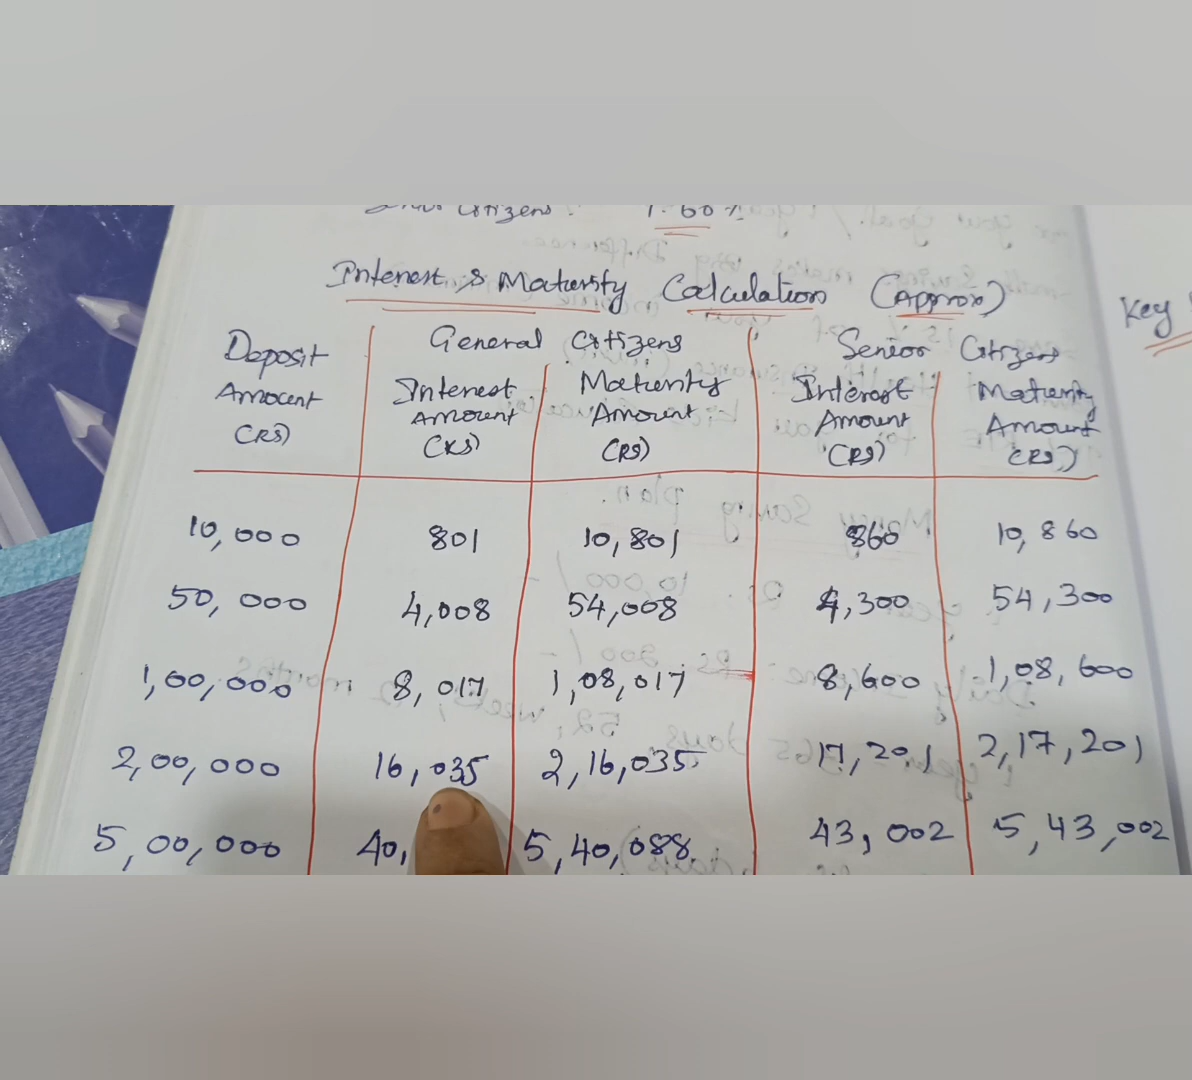 Citizens : 7.60 %
Interest & Maturity Calculation (Approx)
Key
Deposit Amount (RS) General Citizens Senior Citizens
Interest Amount (RS) Maturity Amount (RS) Interest Amount (RS) Maturity Amount (RS)
10,000 801 10,801 860 10,860
50,000 4,008 54,008 4,300 54,300
1,00,000 8,017 1,08,017 8,600 1,08,600
2,00,000 16,035 2,16,035 17,201 2,17,201
5,00,000 40, 5,40,088 43,002 5,43,002